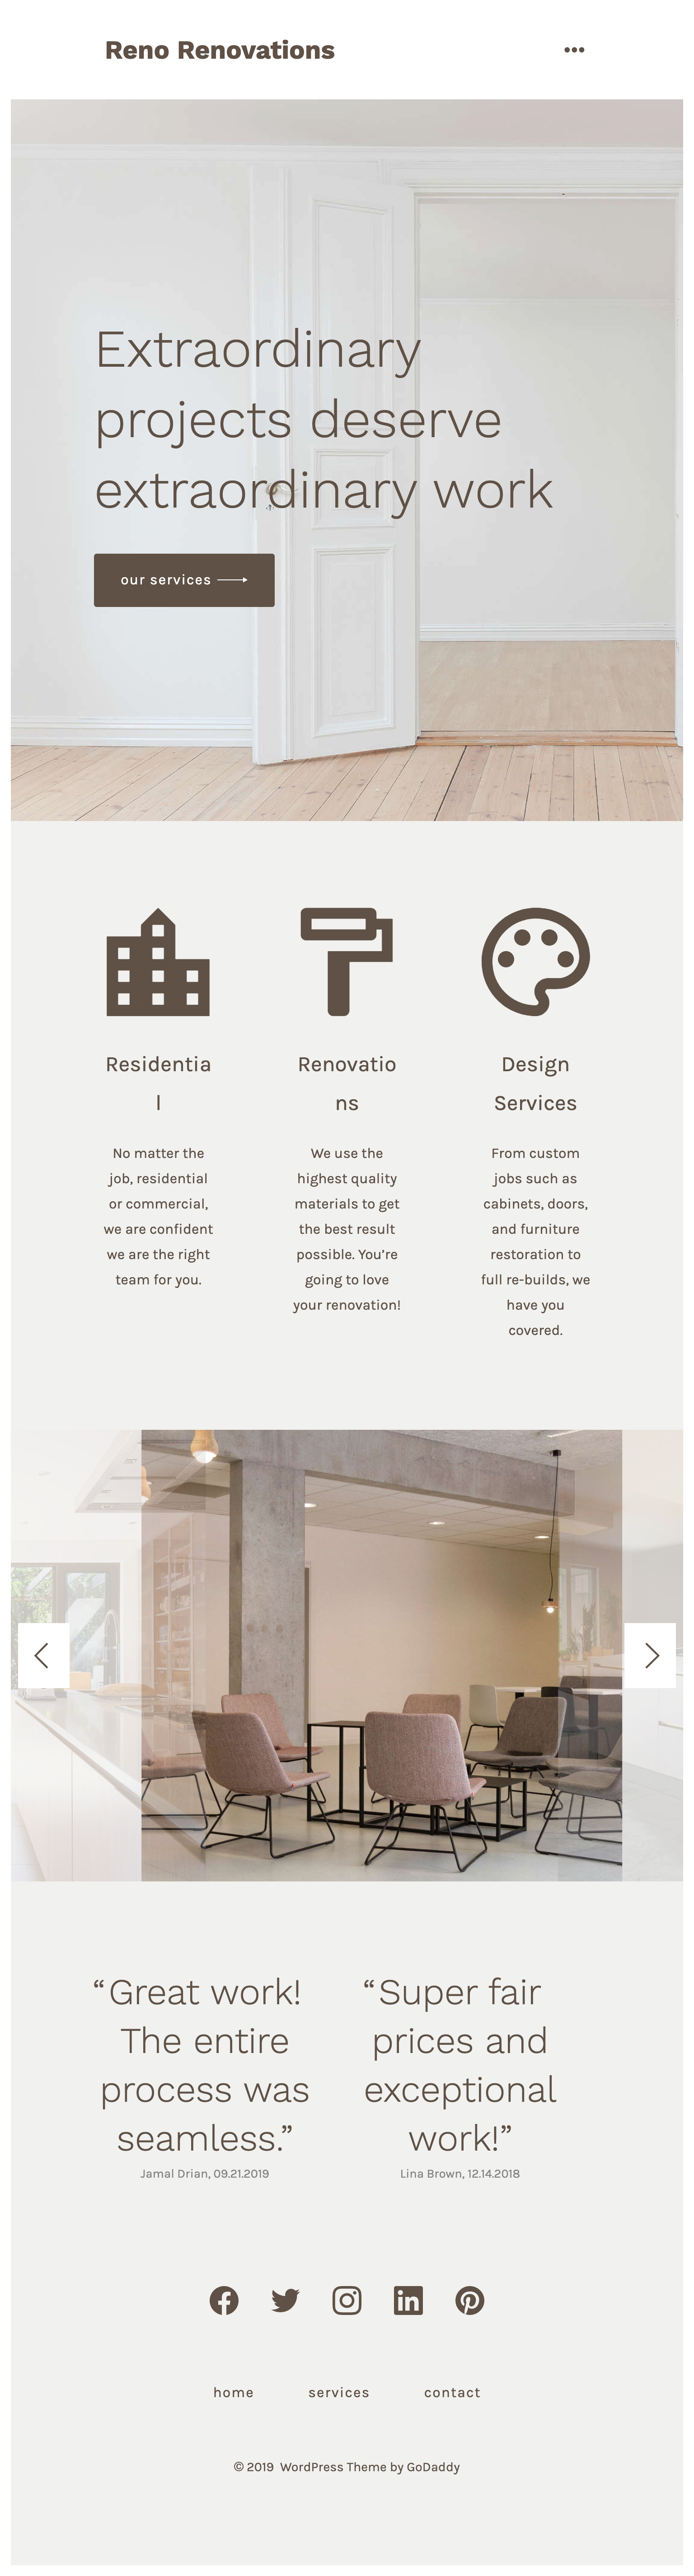 Reno Renovations
Extraordinary
projects deserve
extraordinary work
our services
Residentia
l
No matter the
job, residential
or commercial,
we are confident
we are the right
team for you.
Renovatio
ns
We use the
highest quality
materials to get
the best result
possible. You’re
going to love
your renovation!
Design
Services
From custom
jobs such as
cabinets, doors,
and furniture
restoration to
full re-builds, we
have you
covered.
“Great work!
The entire
process was
seamless.”
Jamal Drian, 09.21.2019
“Super fair
prices and
exceptional
work!”
Lina Brown, 12.14.2018
home services contact
© 2019 WordPress Theme by GoDaddy